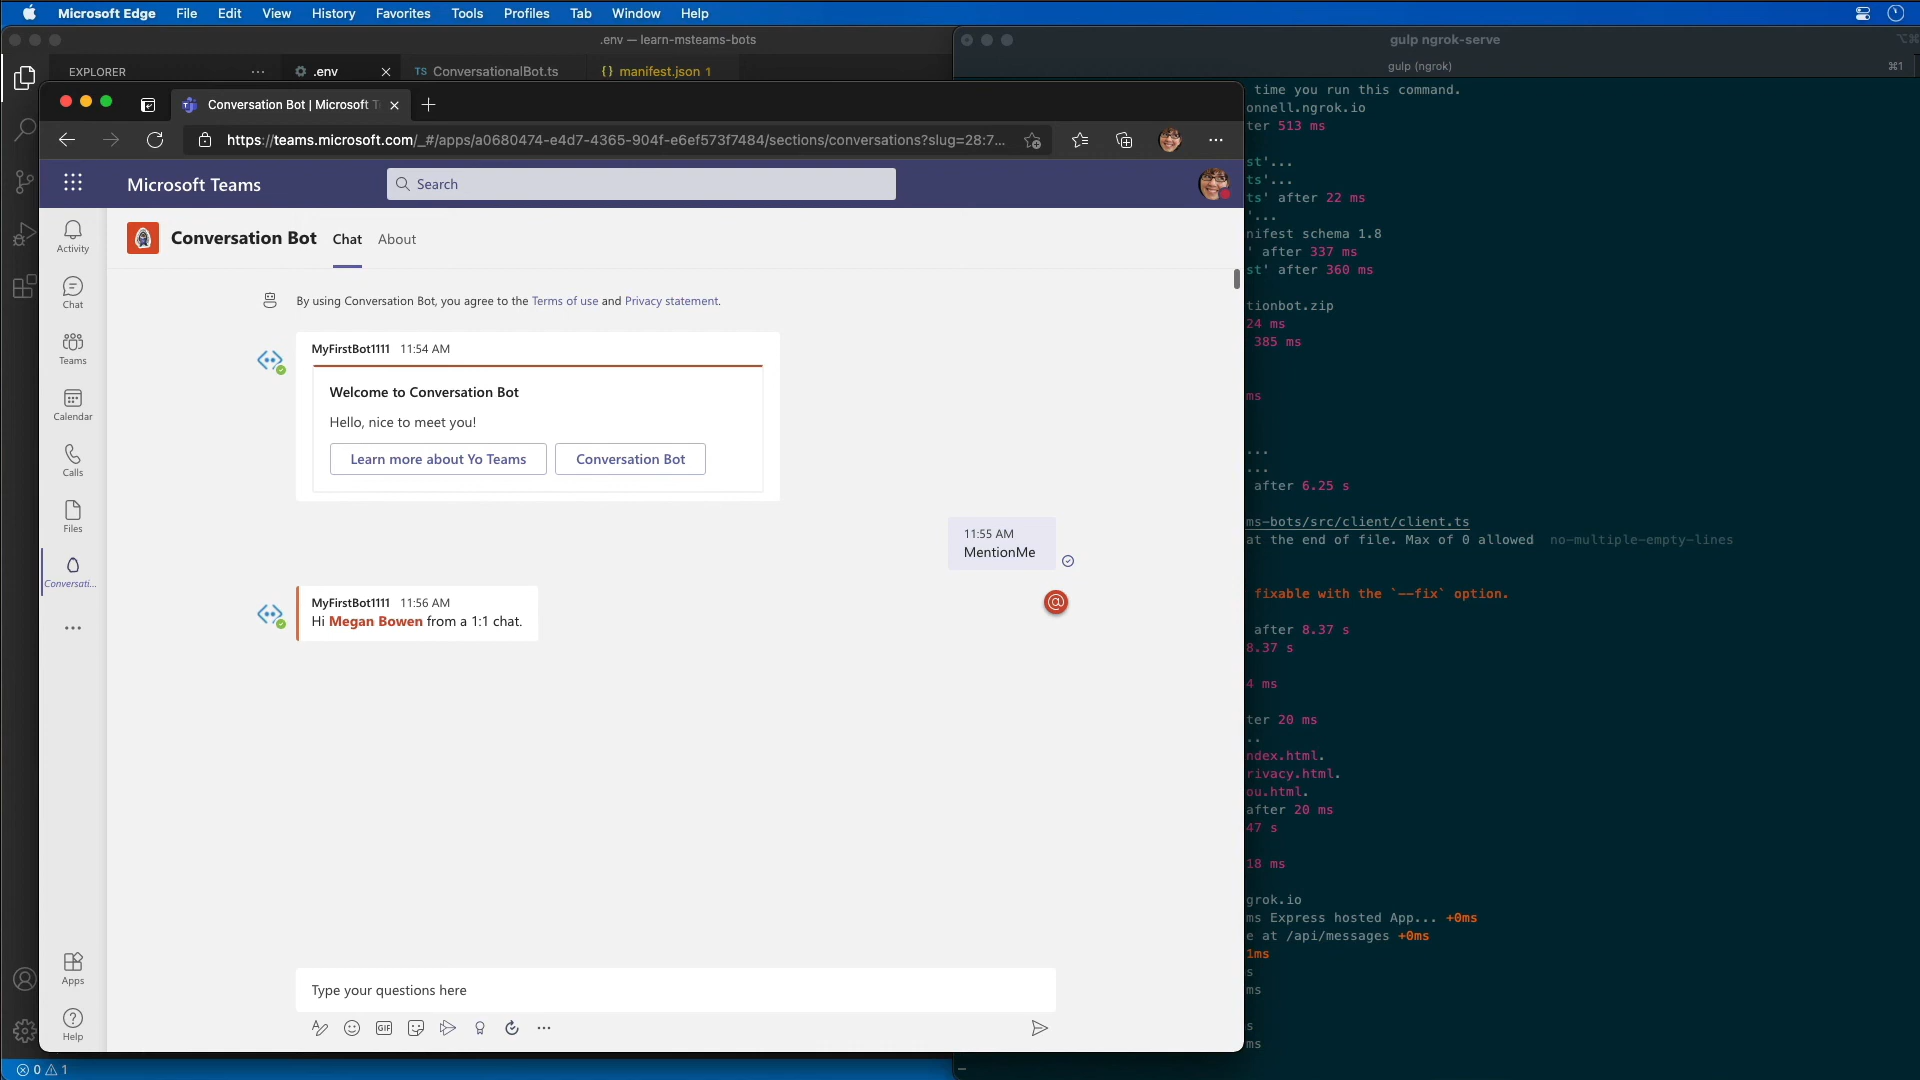 Microsoft Edge File Edit View History Favorites Tools Profiles Tab Window Help
.env — learn-msteams-bots
gulp ngrok-serve
gulp (ngrok)
⌘1
EXPLORER
.env
TS ConversationalBot.ts
{} manifest.json 1
Conversation Bot | Microsoft T
https://teams.microsoft.com/_#/apps/a0680474-e4d7-4365-904f-e6ef573f7484/sections/conversations?slug=28:7...
Microsoft Teams
Search
Activity
Chat
Teams
Calendar
Calls
Files
Conversati...
Apps
Help
Conversation Bot Chat About
By using Conversation Bot, you agree to the Terms of use and Privacy statement.
MyFirstBot1111 11:54 AM
Welcome to Conversation Bot
Hello, nice to meet you!
Learn more about Yo Teams
Conversation Bot
11:55 AM
MentionMe
MyFirstBot1111 11:56 AM
Hi Megan Bowen from a 1:1 chat.
Type your questions here
GIF
0 1
time you run this command.
onnell.ngrok.io
ter 513 ms
st'...
ts'...
ts' after 22 ms
'...
nifest schema 1.8
' after 337 ms
st' after 360 ms
tionbot.zip
24 ms
385 ms
ms
...
...
after 6.25 s
ms-bots/src/client/client.ts
at the end of file. Max of 0 allowed no-multiple-empty-lines
fixable with the `--fix` option.
after 8.37 s
8.37 s
4 ms
ter 20 ms
..
ndex.html.
rivacy.html.
ou.html.
after 20 ms
47 s
18 ms
grok.io
ms Express hosted App... +0ms
e at /api/messages +0ms
1ms
s
ms
s
ms